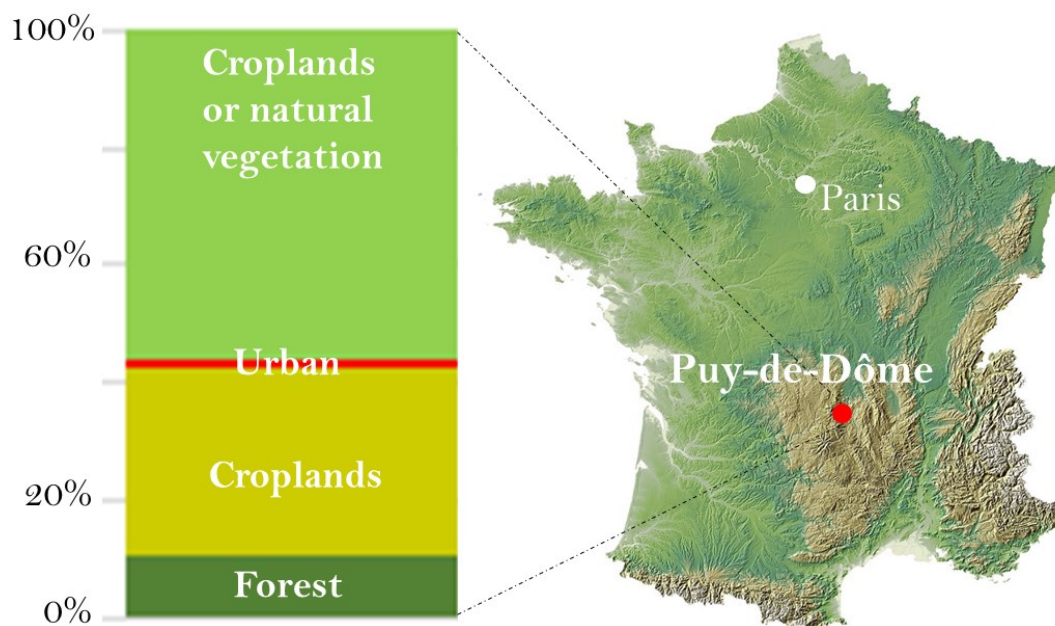 100%
60%
20%
0%
Croplands
or natural
vegetation
Urban
Croplands
Forest
Paris
Puy-de-Dôme